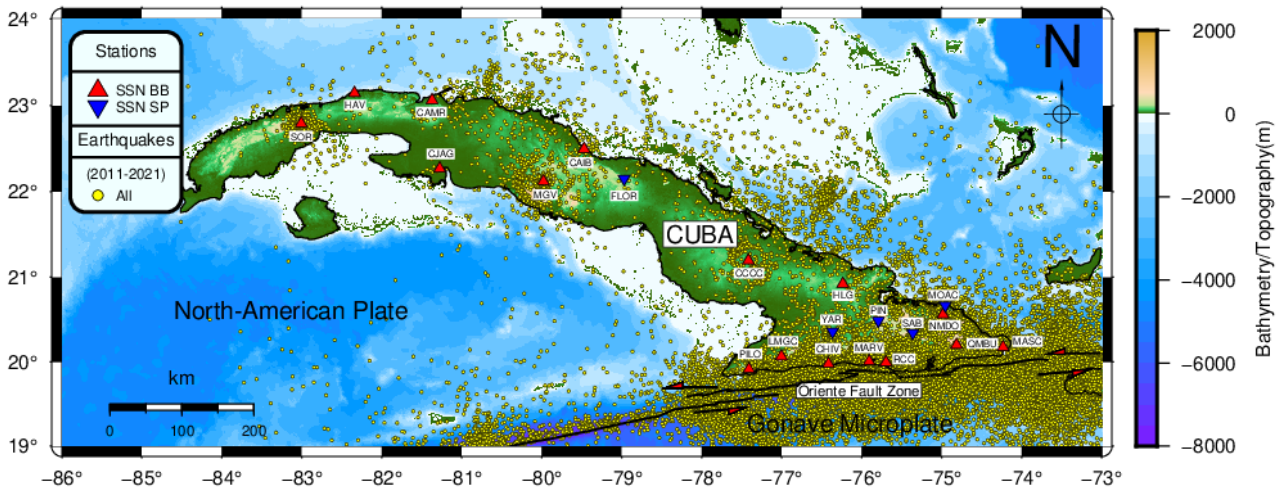 24°
23°
22°
21°
20°
19°
−86°
−85°
−84°
−83°
−82°
−81°
−80°
−79°
−78°
−77°
−76°
−75°
−74°
−73°
Stations
SSN BB
SSN SP
Earthquakes
(2011-2021)
All
N
HAV
CAMR
SOR
CJAG
CAIB
MGV
FLOR
CUBA
CCCC
HLG
MOAC
PIN
YAR
SAB
NMDO
LMGC
CHIV
MARV
QMBU
MASC
PILO
RCC
North-American Plate
km
0
100
200
Oriente Fault Zone
Gonave Microplate
2000
0
−2000
−4000
−6000
−8000
Bathymetry/Topography(m)